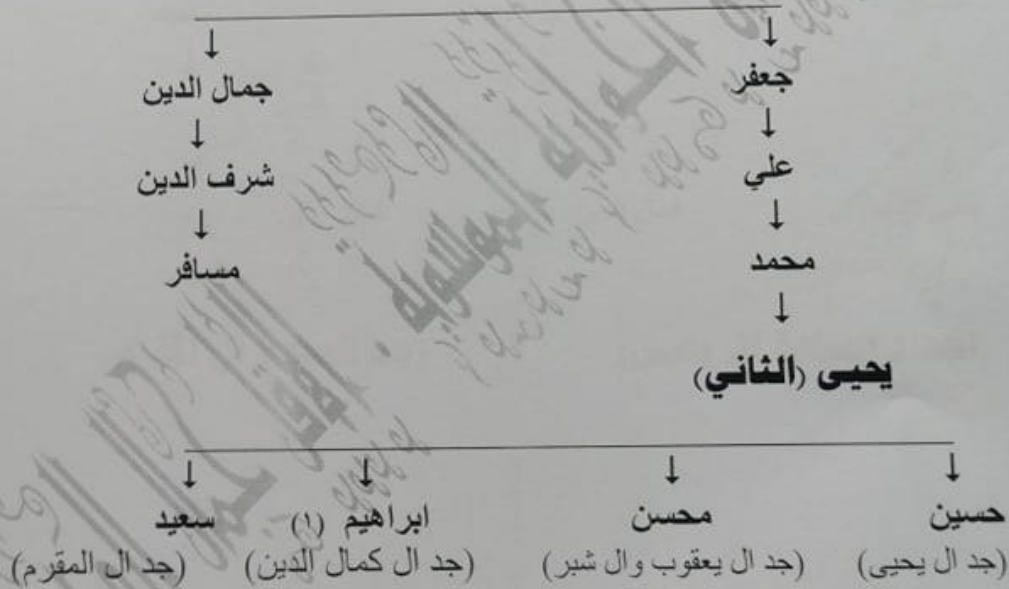 جعفر جمال الدين
علي شرف الدين
محمد مسافر
يحيى (الثاني)
حسين محسن ابراهيم (١) سعيد
(جد ال يحيى) (جد ال يعقوب وال شبر) (جد ال كمال الدين) (جد ال المقرم)